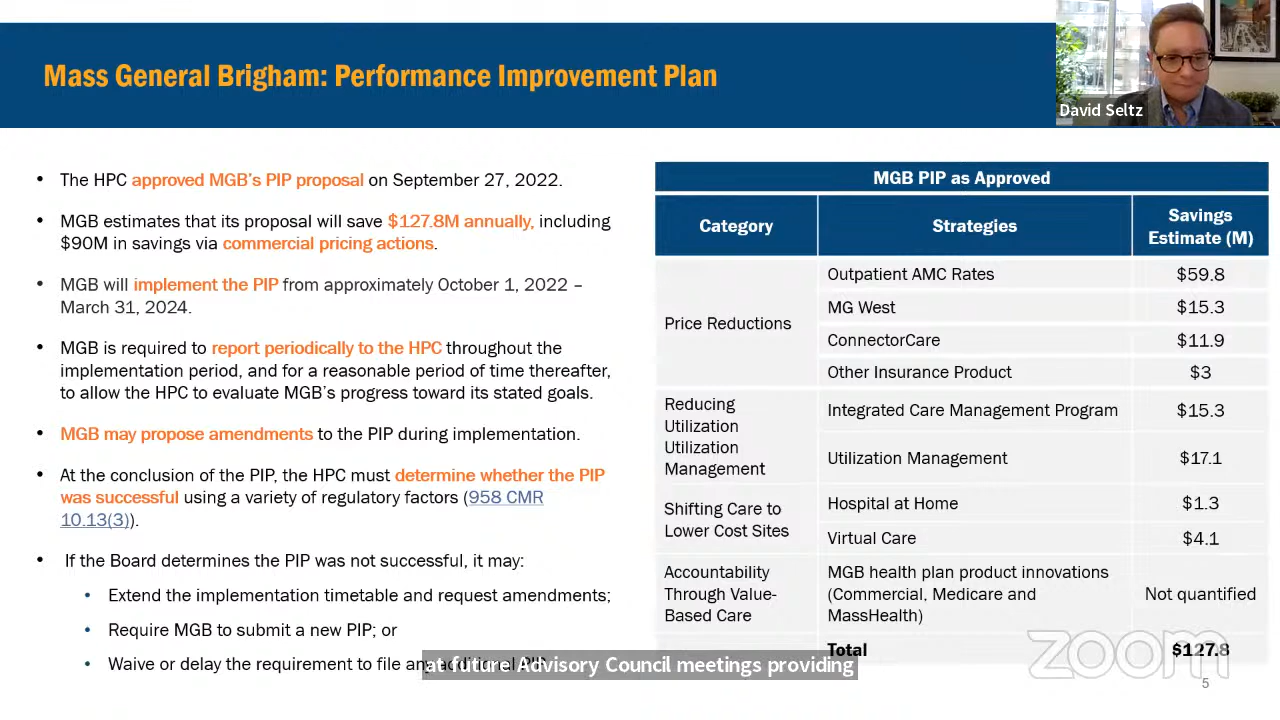 Mass General Brigham: Performance Improvement Plan
David Seltz
• The HPC approved MGB's PIP proposal on September 27, 2022.
• MGB estimates that its proposal will save $127.8M annually, including
$90M in savings via commercial pricing actions.
• MGB will implement the PIP from approximately October 1, 2022 –
March 31, 2024.
• MGB is required to report periodically to the HPC throughout the
implementation period, and for a reasonable period of time thereafter,
to allow the HPC to evaluate MGB's progress toward its stated goals.
• MGB may propose amendments to the PIP during implementation.
• At the conclusion of the PIP, the HPC must determine whether the PIP
was successful using a variety of regulatory factors (958 CMR
10.13(3)).
• If the Board determines the PIP was not successful, it may:
• Extend the implementation timetable and request amendments;
• Require MGB to submit a new PIP; or
• Waive or delay the requirement to file
at future Advisory Council meetings providing
MGB PIP as Approved
Category Strategies Savings
Estimate (M)
Price Reductions
Outpatient AMC Rates $59.8
MG West $15.3
ConnectorCare $11.9
Other Insurance Product $3
Reducing
Utilization
Utilization
Management
Integrated Care Management Program $15.3
Utilization Management $17.1
Shifting Care to
Lower Cost Sites
Hospital at Home $1.3
Virtual Care $4.1
Accountability
Through Value-
Based Care
MGB health plan product innovations
(Commercial, Medicare and
MassHealth)
Not quantified
Total $127.8
zoom
5